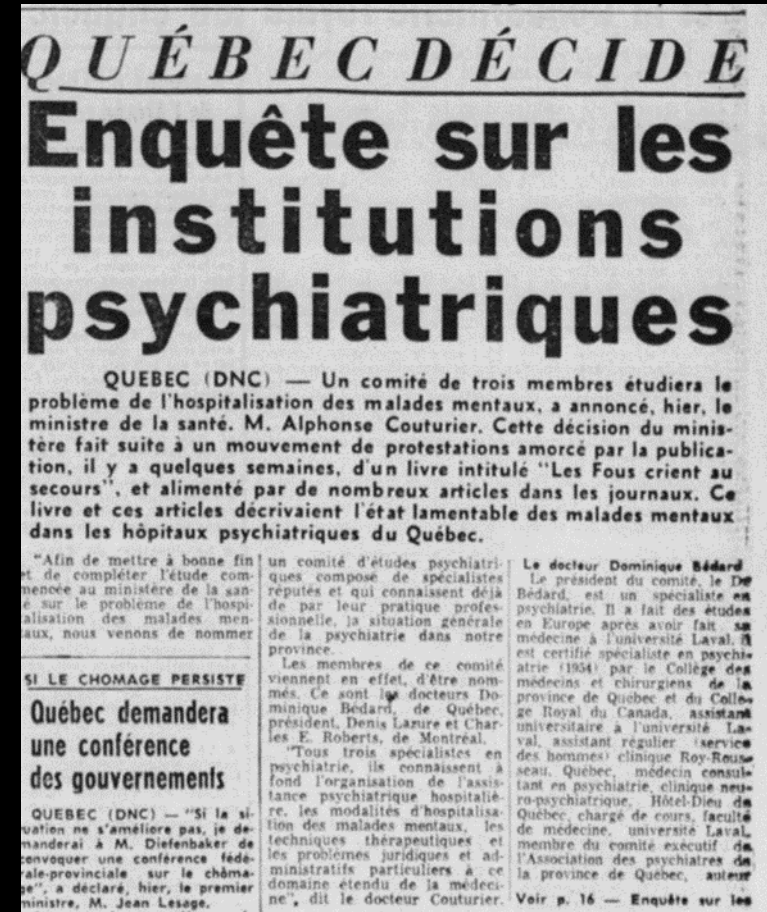 QUÉBEC DÉCIDE
Enquête sur les
institutions
psychiatriques
QUEBEC (DNC) — Un comité de trois membres étudiera le
problème de l'hospitalisation des malades mentaux, a annoncé, hier, le
ministre de la santé. M. Alphonse Couturier. Cette décision du minis-
tère fait suite à un mouvement de protestations amorcé par la publica-
tion, il y a quelques semaines, d'un livre intitulé "Les Fous crient au
secours", et alimenté par de nombreux articles dans les journaux. Ce
livre et ces articles décrivaient l'état lamentable des malades mentaux
dans les hôpitaux psychiatriques du Québec.
"Afin de mettre à bonne fin
et de compléter l'étude com-
mencée au ministère de la san-
é sur le problème de l'hospi-
alisation des malades men-
aux, nous venons de nommer
un comité d'études psychiatri-
ques composé de spécialistes
réputés et qui connaissent déjà
de par leur pratique profes-
sionnelle, la situation générale
de la psychiatrie dans notre
province.
Les membres de ce comité
viennent en effet, d'être nom-
més. Ce sont les docteurs Do-
minique Bédard, de Québec,
président, Denis Lazure et Char-
les E. Roberts, de Montréal.
"Tous trois spécialistes en
psychiatrie, ils connaissent à
fond l'organisation de l'assis-
tance psychiatrique hospitaliè-
re, les modalités d'hospitalisa-
tion des malades mentaux, les
techniques thérapeutiques et
les problèmes juridiques et ad-
ministratifs particuliers à ce
domaine étendu de la médeci-
ne", dit le docteur Couturier.
Le docteur Dominique Bédard
Le président du comité, le Dr
Bédard, est un spécialiste en
psychiatrie. Il a fait des études
en Europe après avoir fait sa
médecine à l'université Laval. Il
est certifié spécialiste en psychi-
atrie (1954) par le Collège des
médecins et chirurgiens de la
province de Québec et du Collè-
ge Royal du Canada, assistant
universitaire à l'université La-
val, assistant régulier (service
des hommes) clinique Roy-Rous-
seau, Québec, médecin consul-
tant en psychiatrie, clinique neu-
ro-psychiatrique, Hôtel-Dieu de
Québec, chargé de cours, faculté
de médecine, université Laval,
membre du comité exécutif de
l'Association des psychiatres de
la province de Québec, auteur
Voir p. 16 — Enquête sur les
SI LE CHOMAGE PERSISTE
Québec demandera
une conférence
des gouvernements
QUEBEC (DNC) — "Si la si-
uation ne s'améliore pas, je de-
manderai à M. Diefenbaker de
convoquer une conférence fédé-
rale-provinciale sur le chôma-
ge", a déclaré, hier, le premier
ministre, M. Jean Lesage.